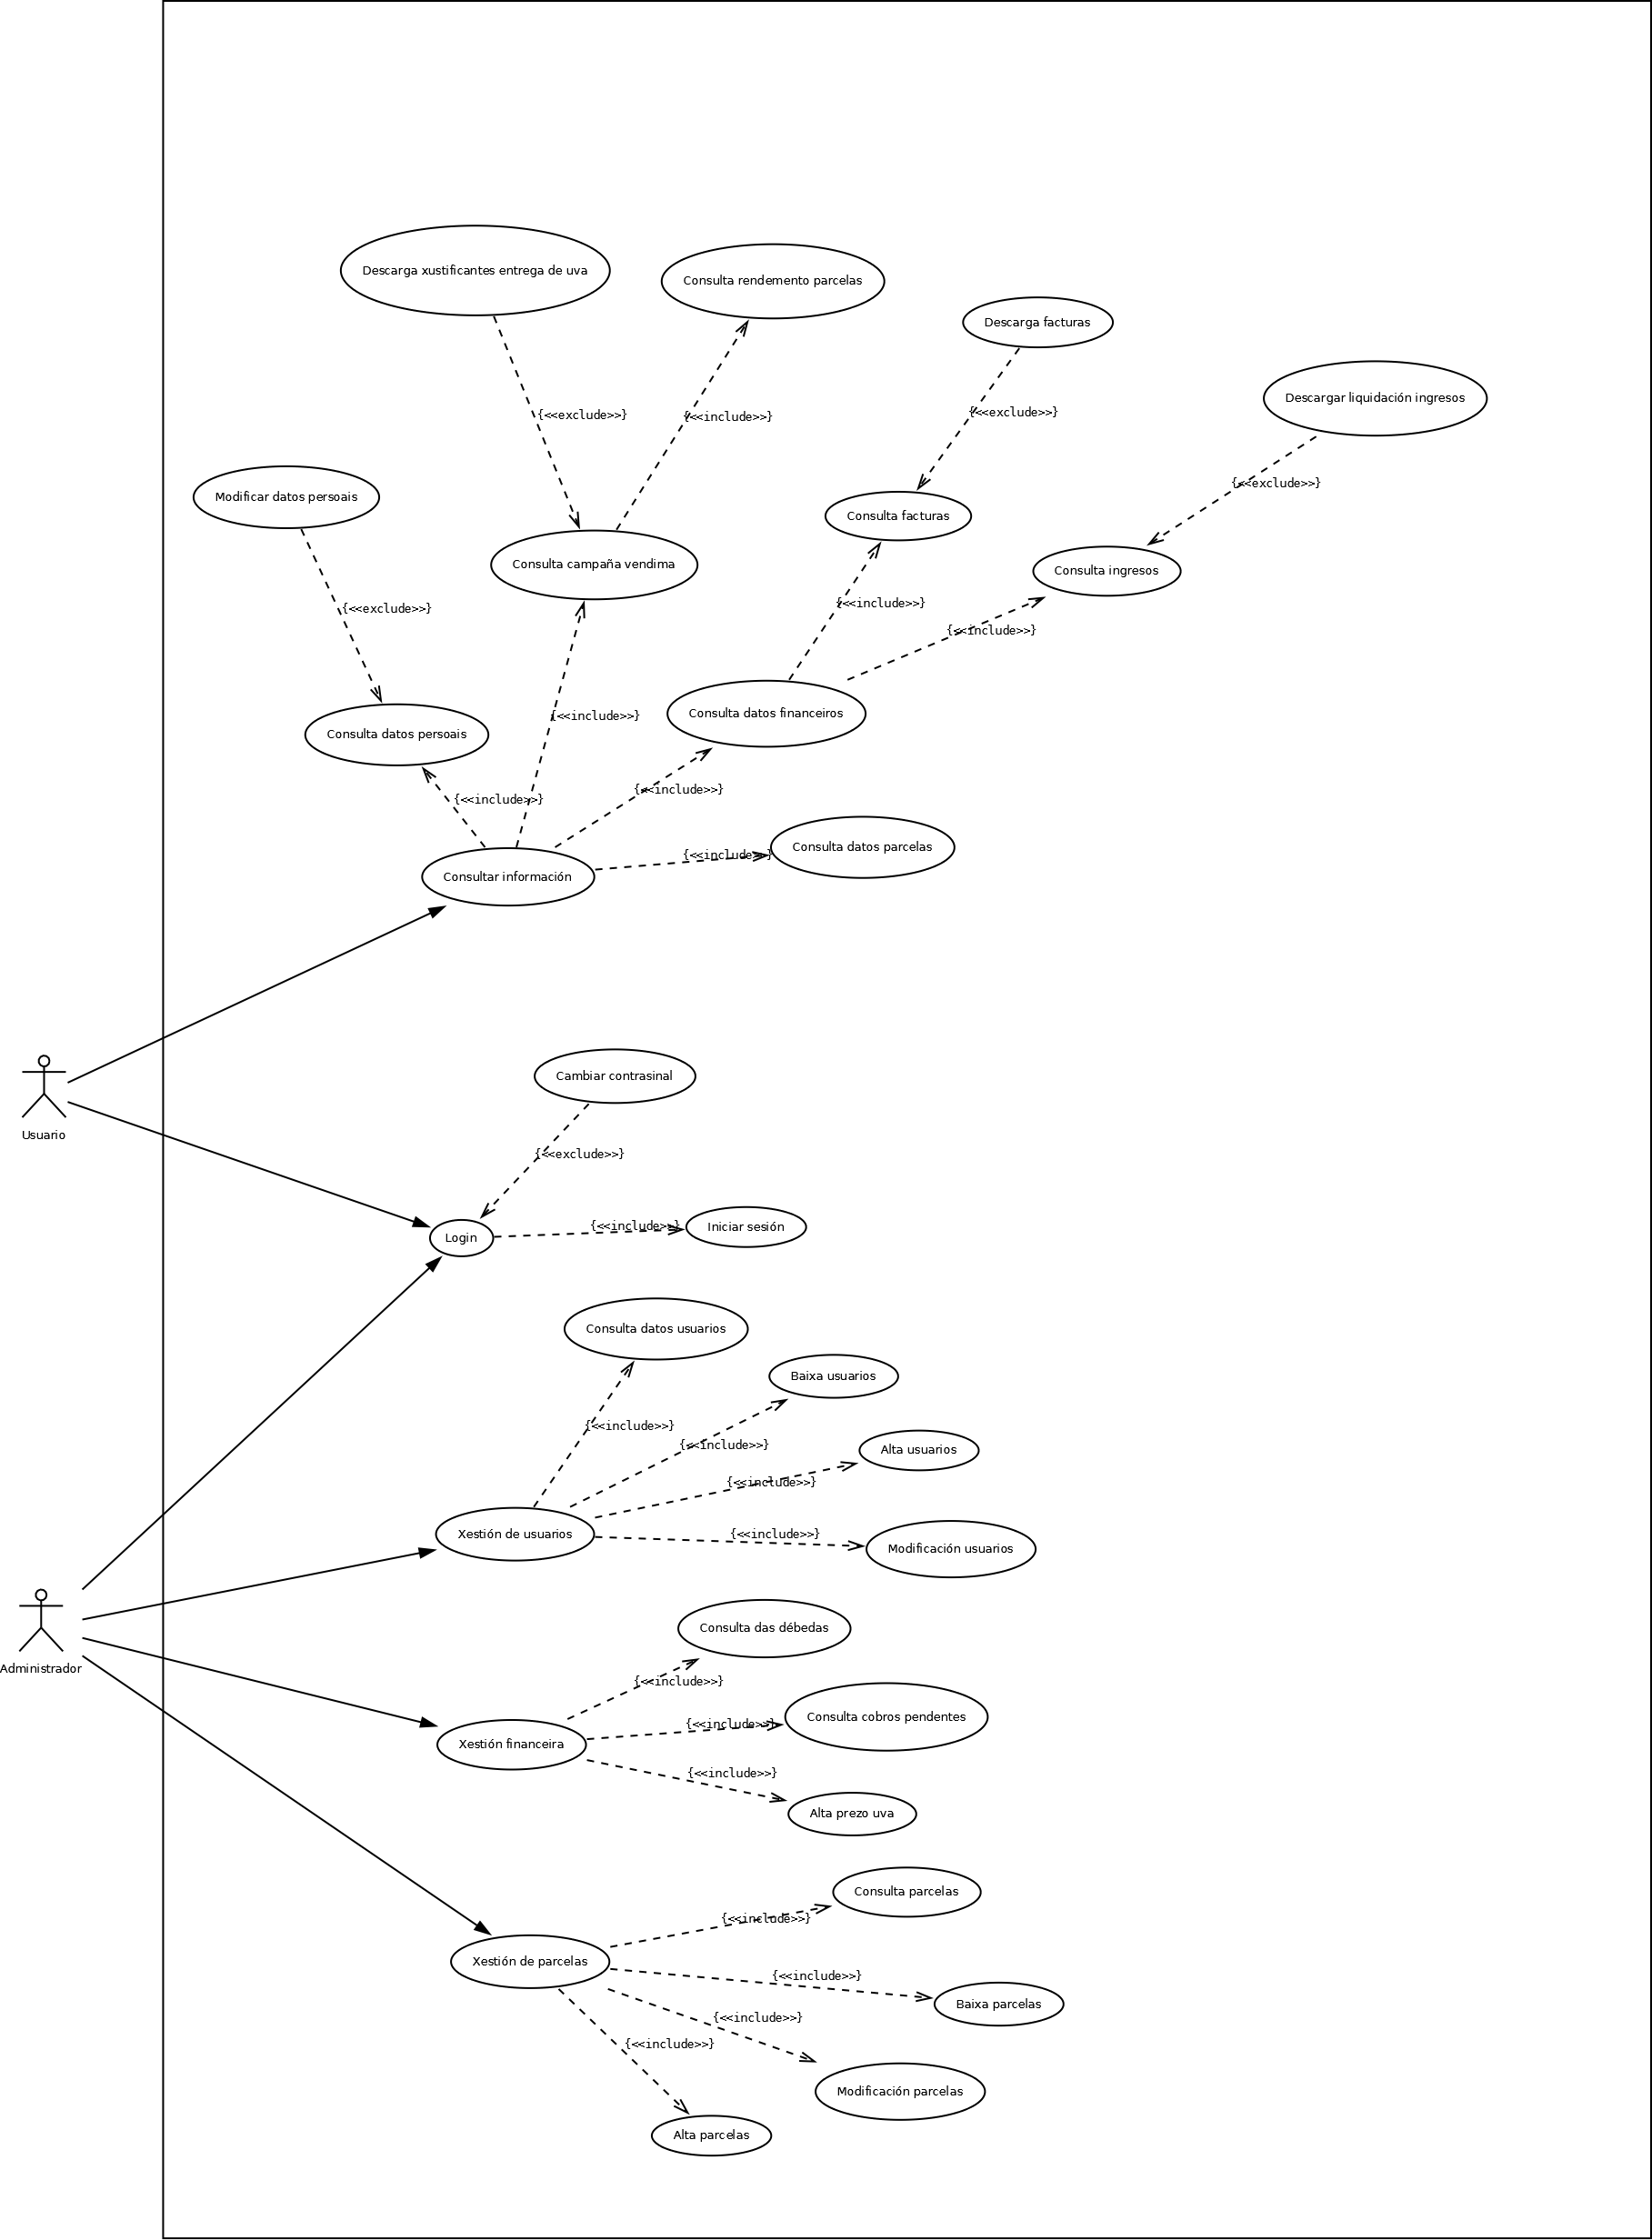 Descarga xustificantes entrega de uva
Consulta rendemento parcelas
Descarga facturas
Descargar liquidación ingresos
{<<exclude>>}
{<<include>>}
{<<exclude>>}
{<<exclude>>}
Modificar datos persoais
Consulta facturas
Consulta campaña vendima
Consulta ingresos
{<<exclude>>}
{<<include>>}
{<<include>>}
{<<include>>}
Consulta datos financeiros
Consulta datos persoais
{<<include>>}
{<<include>>}
{<<include>>}
Consulta datos parcelas
Consultar información
Cambiar contrasinal
Usuario
{<<exclude>>}
{<<include>>}
Iniciar sesión
Login
Consulta datos usuarios
Baixa usuarios
{<<include>>}
{<<include>>}
Alta usuarios
{<<include>>}
Xestión de usuarios
{<<include>>}
Modificación usuarios
Consulta das débedas
Administrador
{<<include>>}
Consulta cobros pendentes
{<<include>>}
Xestión financeira
{<<include>>}
Alta prezo uva
Consulta parcelas
{<<include>>}
Xestión de parcelas
{<<include>>}
Baixa parcelas
{<<include>>}
{<<include>>}
Modificación parcelas
Alta parcelas